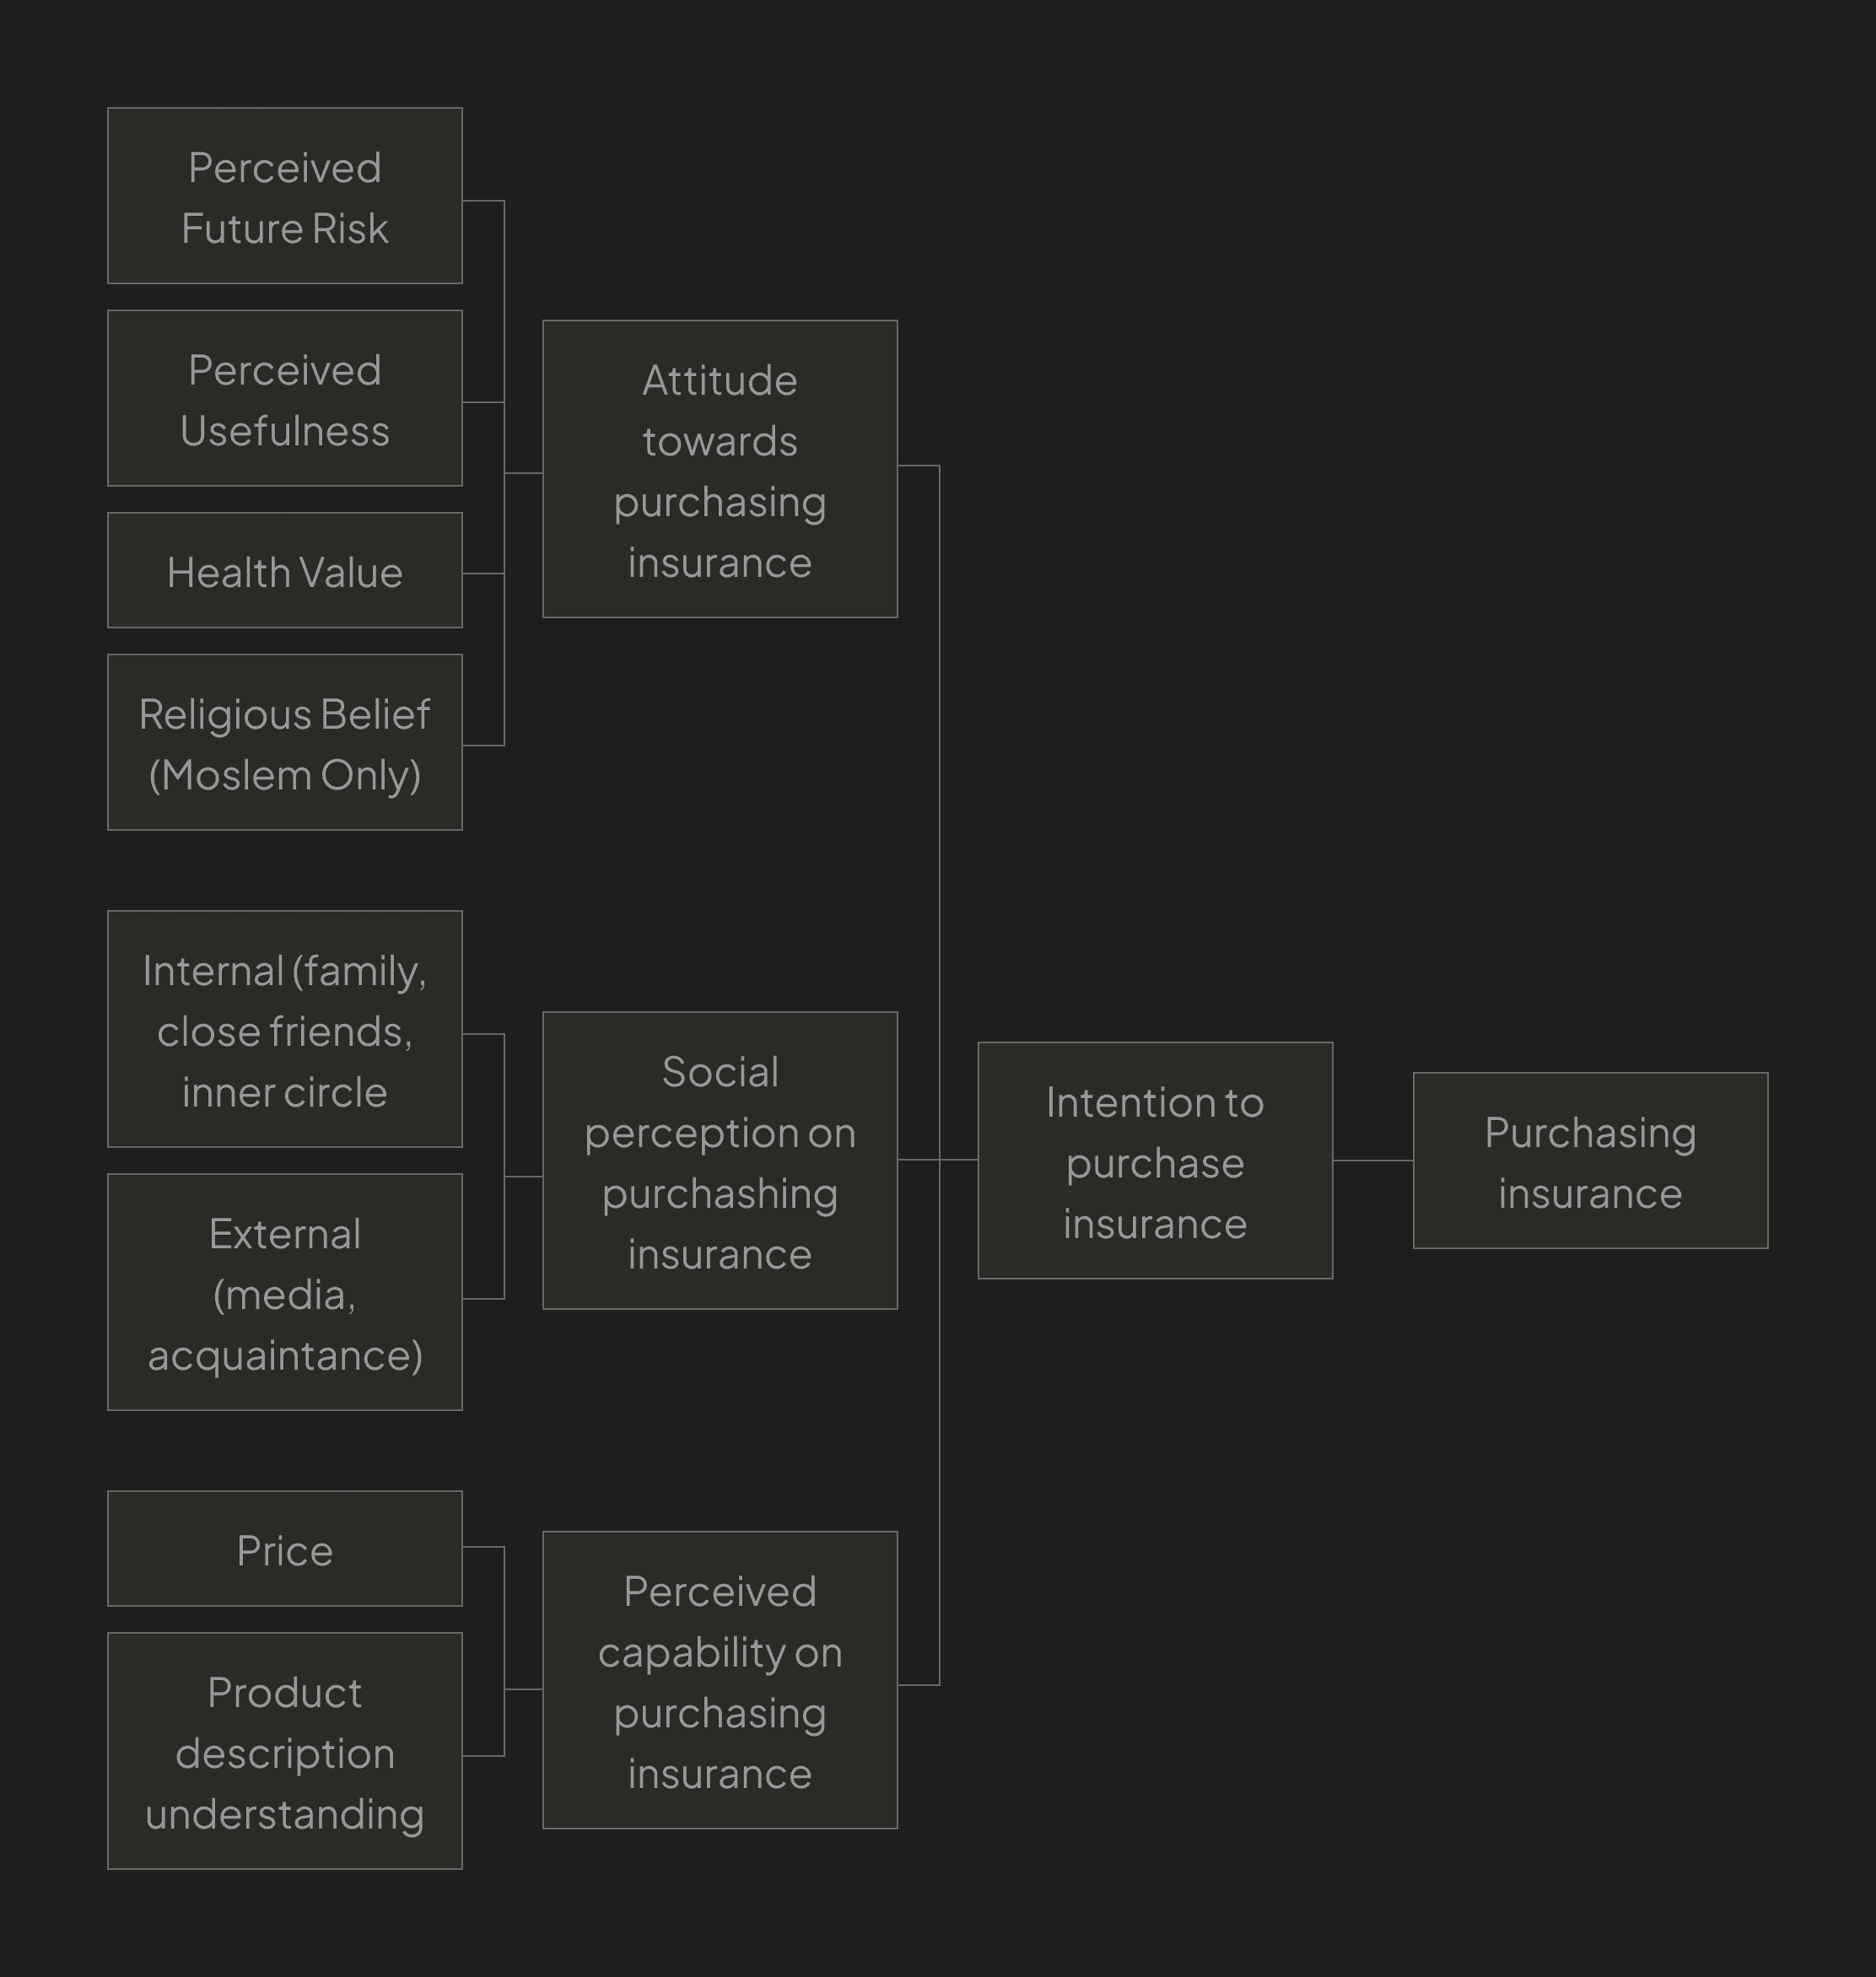 Perceived
Future Risk
Perceived
Usefulness
Health Value
Religious Belief
(Moslem Only)
Attitude
towards
purchasing
insurance
Internal (family,
close friends,
inner circle
External
(media,
acquaintance)
Social
perception on
purchashing
insurance
Price
Product
description
understanding
Perceived
capability on
purchasing
insurance
Intention to
purchase
insurance
Purchasing
insurance